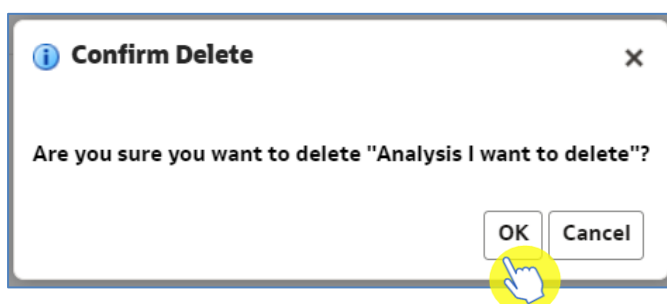 Confirm Delete
Are you sure you want to delete "Analysis I want to delete"?
OK Cancel